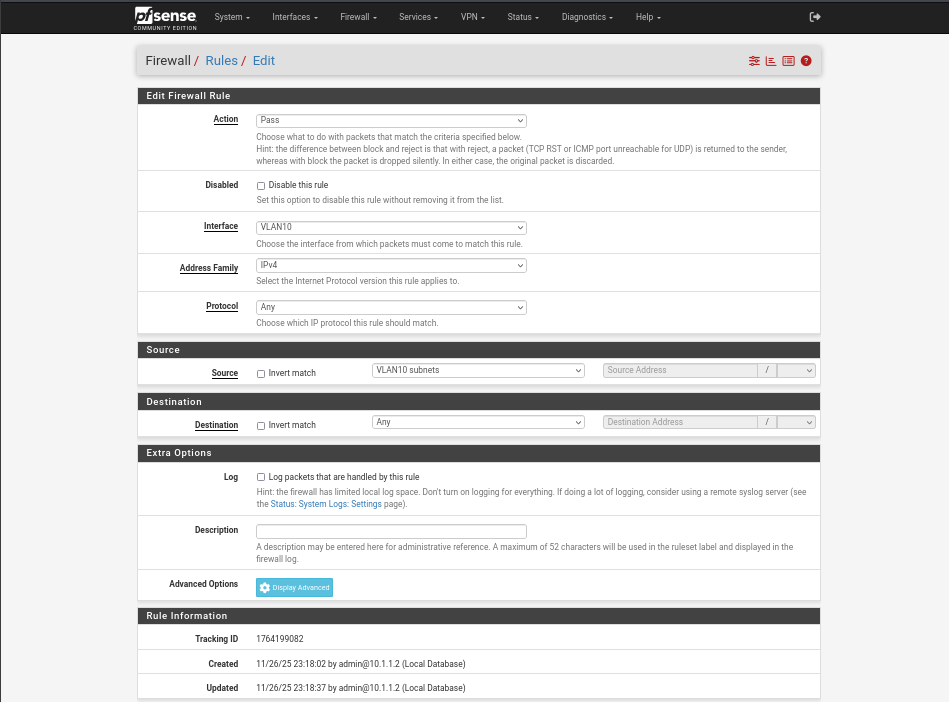 pfsense
COMMUNITY EDITION
System Interfaces Firewall Services VPN Status Diagnostics Help
Firewall / Rules / Edit
Edit Firewall Rule
Action
Pass
Choose what to do with packets that match the criteria specified below.
Hint: the difference between block and reject is that with reject, a packet (TCP RST or ICMP port unreachable for UDP) is returned to the sender,
whereas with block the packet is dropped silently. In either case, the original packet is discarded.
Disabled
Disable this rule
Set this option to disable this rule without removing it from the list.
Interface
VLAN10
Choose the interface from which packets must come to match this rule.
Address Family
IPv4
Select the Internet Protocol version this rule applies to.
Protocol
Any
Choose which IP protocol this rule should match.
Source
Source Invert match VLAN10 subnets Source Address /
Destination
Destination Invert match Any Destination Address /
Extra Options
Log
Log packets that are handled by this rule
Hint: the firewall has limited local log space. Don't turn on logging for everything. If doing a lot of logging, consider using a remote syslog server (see
the Status: System Logs: Settings page).
Description
A description may be entered here for administrative reference. A maximum of 52 characters will be used in the ruleset label and displayed in the
firewall log.
Advanced Options
Display Advanced
Rule Information
Tracking ID 1764199082
Created 11/26/25 23:18:02 by admin@10.1.1.2 (Local Database)
Updated 11/26/25 23:18:37 by admin@10.1.1.2 (Local Database)